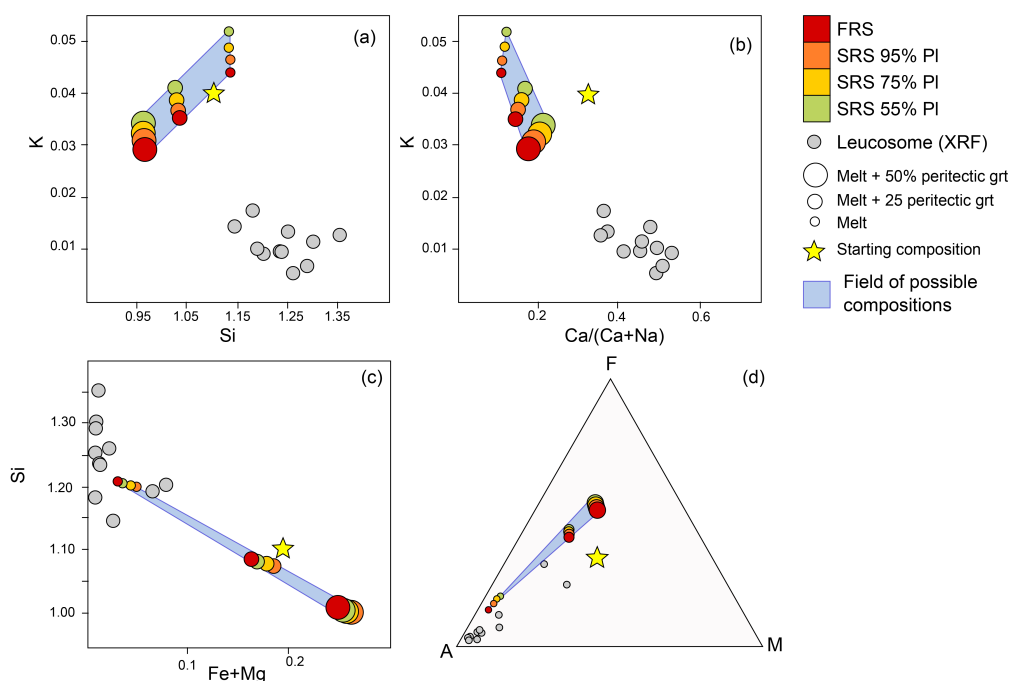 (a)
0.05
0.04
0.03
0.02
0.01
K
0.95
1.05
1.15
1.25
1.35
Si
(b)
0.05
0.04
0.03
0.02
0.01
K
0.2
0.4
0.6
Ca/(Ca+Na)
FRS
SRS 95% Pl
SRS 75% Pl
SRS 55% Pl
Leucosome (XRF)
Melt + 50% peritectic grt
Melt + 25 peritectic grt
Melt
Starting composition
Field of possible
compositions
(c)
1.30
1.20
1.10
1.00
Si
0.1
0.2
Fe+Mg
(d)
F
A
M